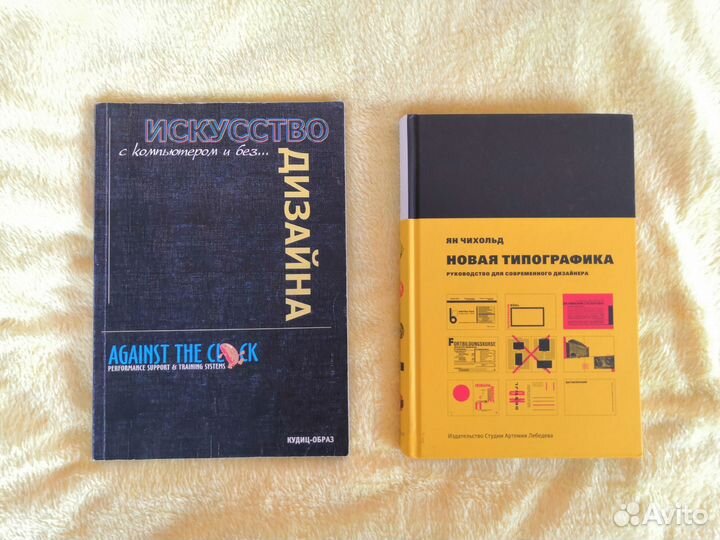 ИСКУССТВО
с компьютером и без...
ДИЗАЙНА
AGAINST THE CLOCK
PERFORMANCE SUPPORT & TRAINING SYSTEMS
КУДИЦ-ОБРАЗ
ЯН ЧИХОЛЬД
НОВАЯ ТИПОГРАФИКА
РУКОВОДСТВО ДЛЯ СОВРЕМЕННОГО ДИЗАЙНЕРА
FORTBILDUNGSKURSE
Издательство Студии Артемия Лебедева
Avito